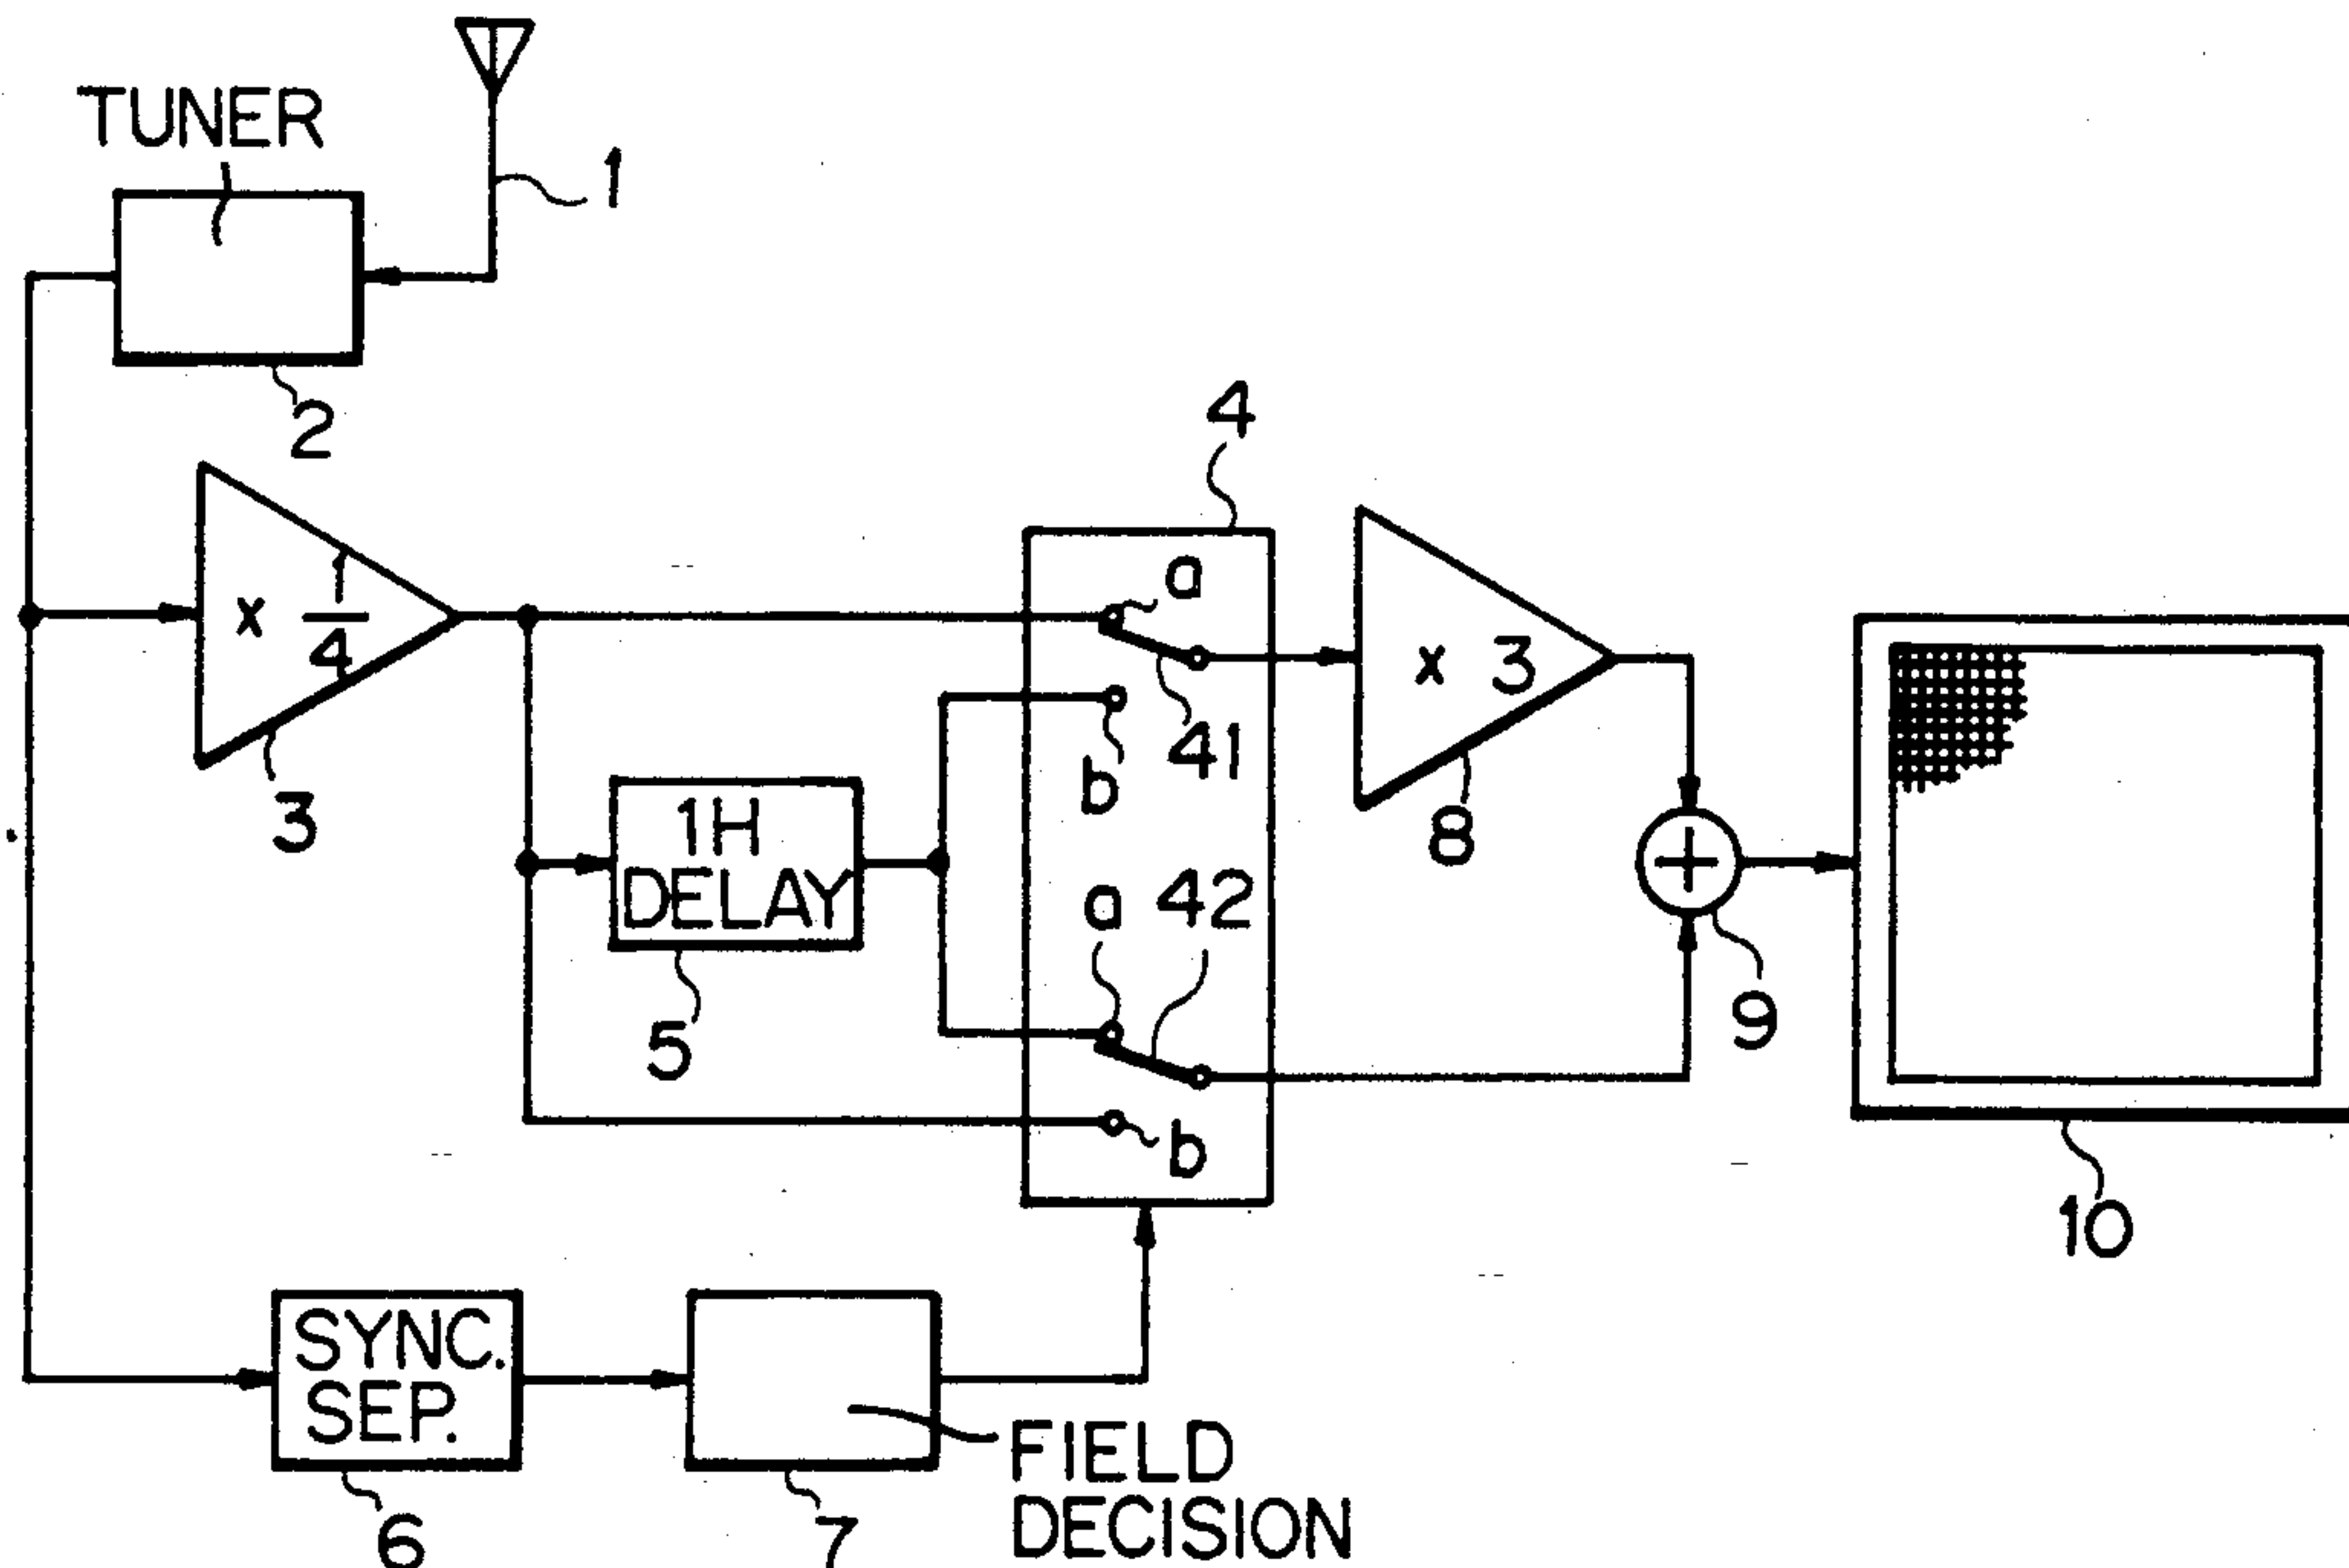 TUNER
1
2
4
x 1/4
a
x 3
41
b
3
8
1H
DELAY
a 42
5
9
b
10
SYNC.
SEP.
FIELD
DECISION
6
7